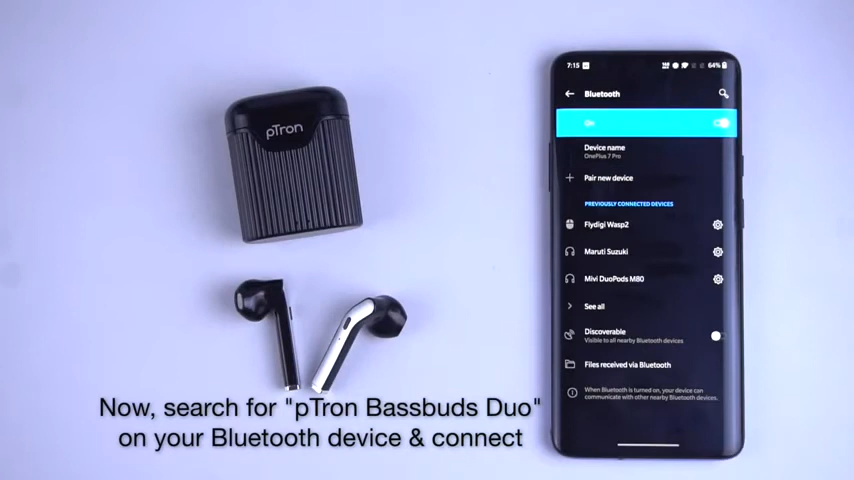 pTron
7:15
64%
Bluetooth
On
Device name
OnePlus 7 Pro
Pair new device
PREVIOUSLY CONNECTED DEVICES
Flydigi Wasp2
Maruti Suzuki
Mivi DuoPods M80
See all
Discoverable
Visible to all nearby Bluetooth devices
Files received via Bluetooth
When Bluetooth is turned on, your device can
communicate with other nearby Bluetooth devices.
Now, search for "pTron Bassbuds Duo"
on your Bluetooth device & connect